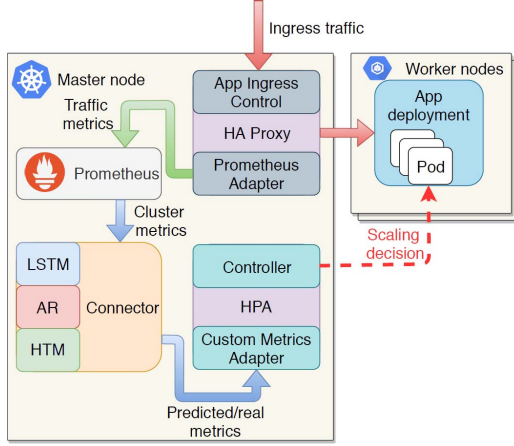 Ingress traffic
Master node
Worker nodes
Traffic
metrics
App Ingress
Control
HA Proxy
Prometheus
Adapter
App
deployment
Pod
Prometheus
Cluster
metrics
Scaling
decision
LSTM
AR
HTM
Connector
Controller
HPA
Custom Metrics
Adapter
Predicted/real
metrics